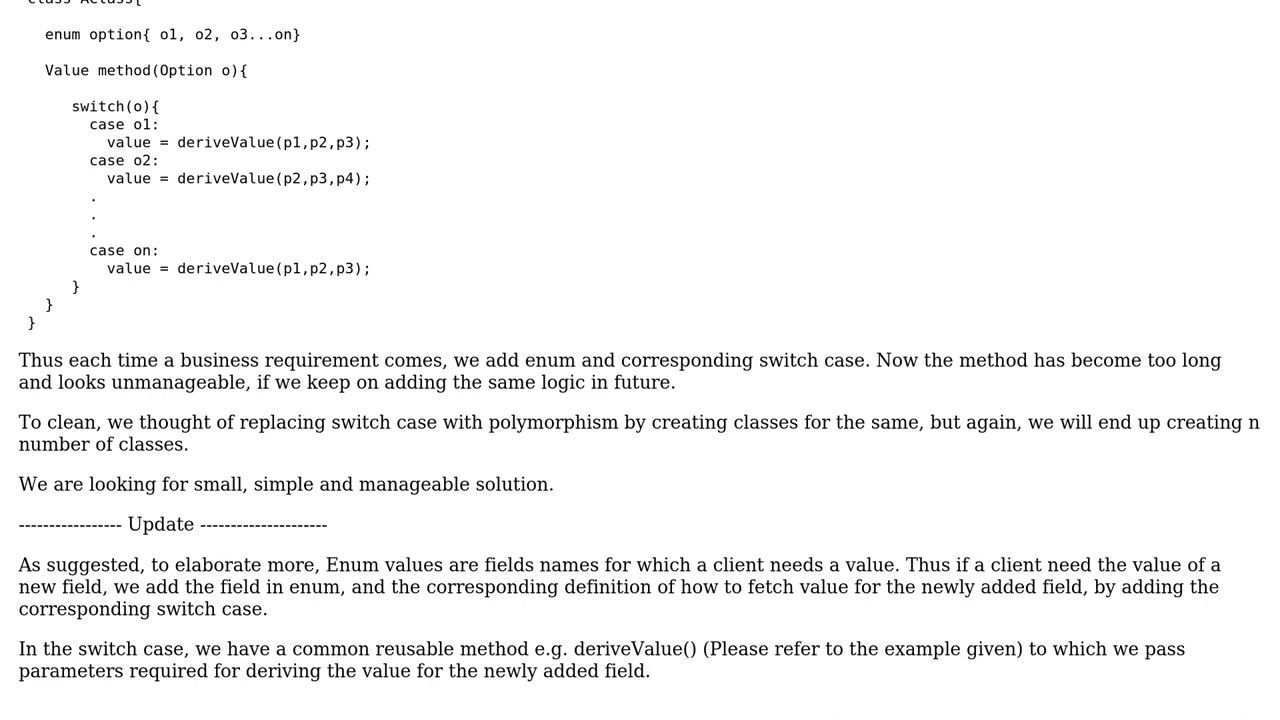 class Aclass{
enum option{ o1, o2, o3...on}
Value method(Option o){
switch(o){
case o1:
value = deriveValue(p1,p2,p3);
case o2:
value = deriveValue(p2,p3,p4);
.
.
.
case on:
value = deriveValue(p1,p2,p3);
}
}
}
Thus each time a business requirement comes, we add enum and corresponding switch case. Now the method has become too long
and looks unmanageable, if we keep on adding the same logic in future.
To clean, we thought of replacing switch case with polymorphism by creating classes for the same, but again, we will end up creating n
number of classes.
We are looking for small, simple and manageable solution.
----------------- Update ---------------------
As suggested, to elaborate more, Enum values are fields names for which a client needs a value. Thus if a client need the value of a
new field, we add the field in enum, and the corresponding definition of how to fetch value for the newly added field, by adding the
corresponding switch case.
In the switch case, we have a common reusable method e.g. deriveValue() (Please refer to the example given) to which we pass
parameters required for deriving the value for the newly added field.